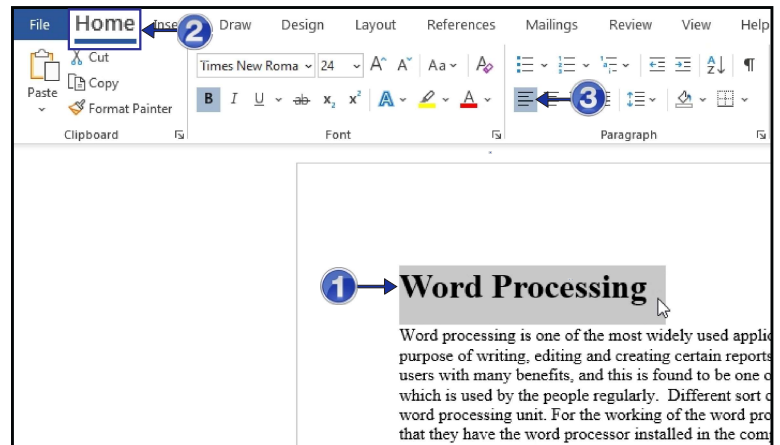 File Home Draw Design Layout References Mailings Review View Help
Cut
Copy
Format Painter
Paste
Times New Roma 24 A A Aa A
B I U ab x2 x2 A A
Clipboard Font Paragraph
2
3
1 Word Processing
Word processing is one of the most widely used
purpose of writing, editing and creating certain reports
users with many benefits, and this is found to be one
which is used by the people regularly. Different sort
word processing unit. For the working of the word
that they have the word processor installed in the